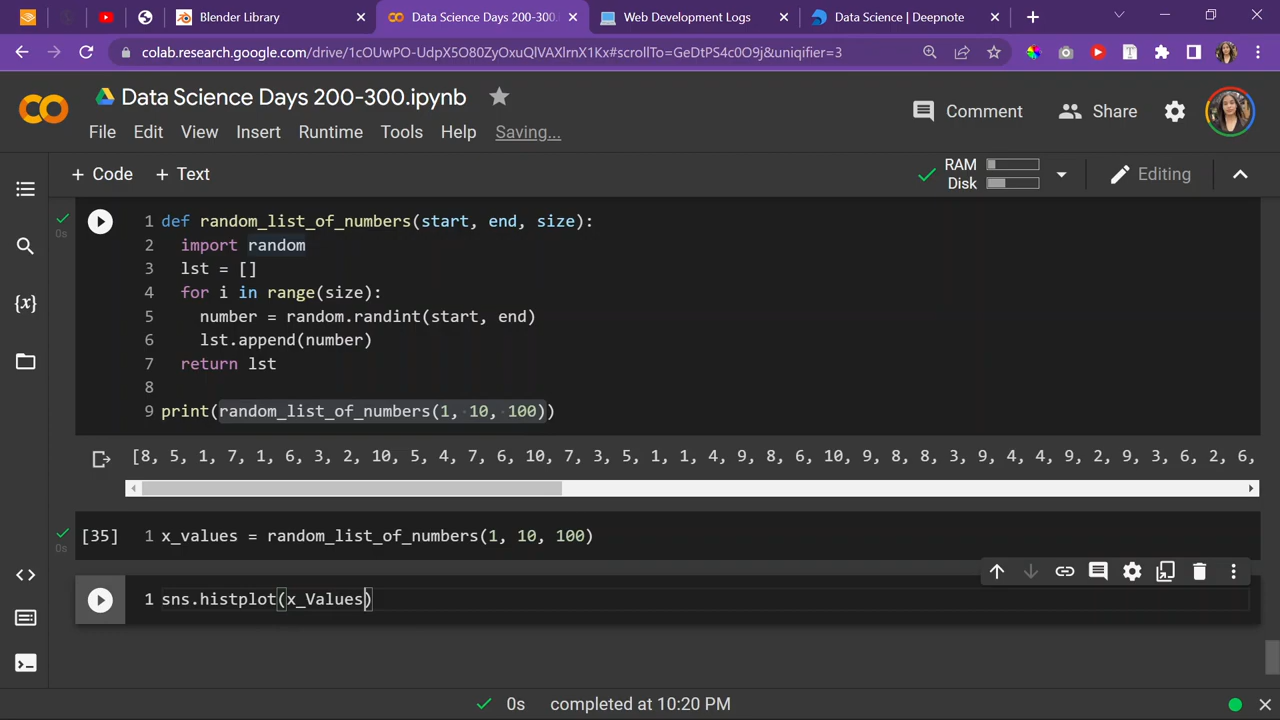 Blender Library
Data Science Days 200-300.
Web Development Logs
Data Science | Deepnote
colab.research.google.com/drive/1cOUwPO-UdpX5O80ZyOxuQlVAXlrnX1Kx#scrollTo=GeDtPS4c0O9j&uniqifier=3
Data Science Days 200-300.ipynb
Comment
Share
File Edit View Insert Runtime Tools Help Saving...
+ Code + Text
RAM
Disk
Editing
1 def random_list_of_numbers(start, end, size):
0s
2 import random
3 lst = []
4 for i in range(size):
5 number = random.randint(start, end)
6 lst.append(number)
7 return lst
8
9 print(random_list_of_numbers(1, 10, 100))
[8, 5, 1, 7, 1, 6, 3, 2, 10, 5, 4, 7, 6, 10, 7, 3, 5, 1, 1, 4, 9, 8, 6, 10, 9, 8, 8, 3, 9, 4, 4, 9, 2, 9, 3, 6, 2, 6,
[35] 1 x_values = random_list_of_numbers(1, 10, 100)
0s
1 sns.histplot(x_Values)
0s completed at 10:20 PM